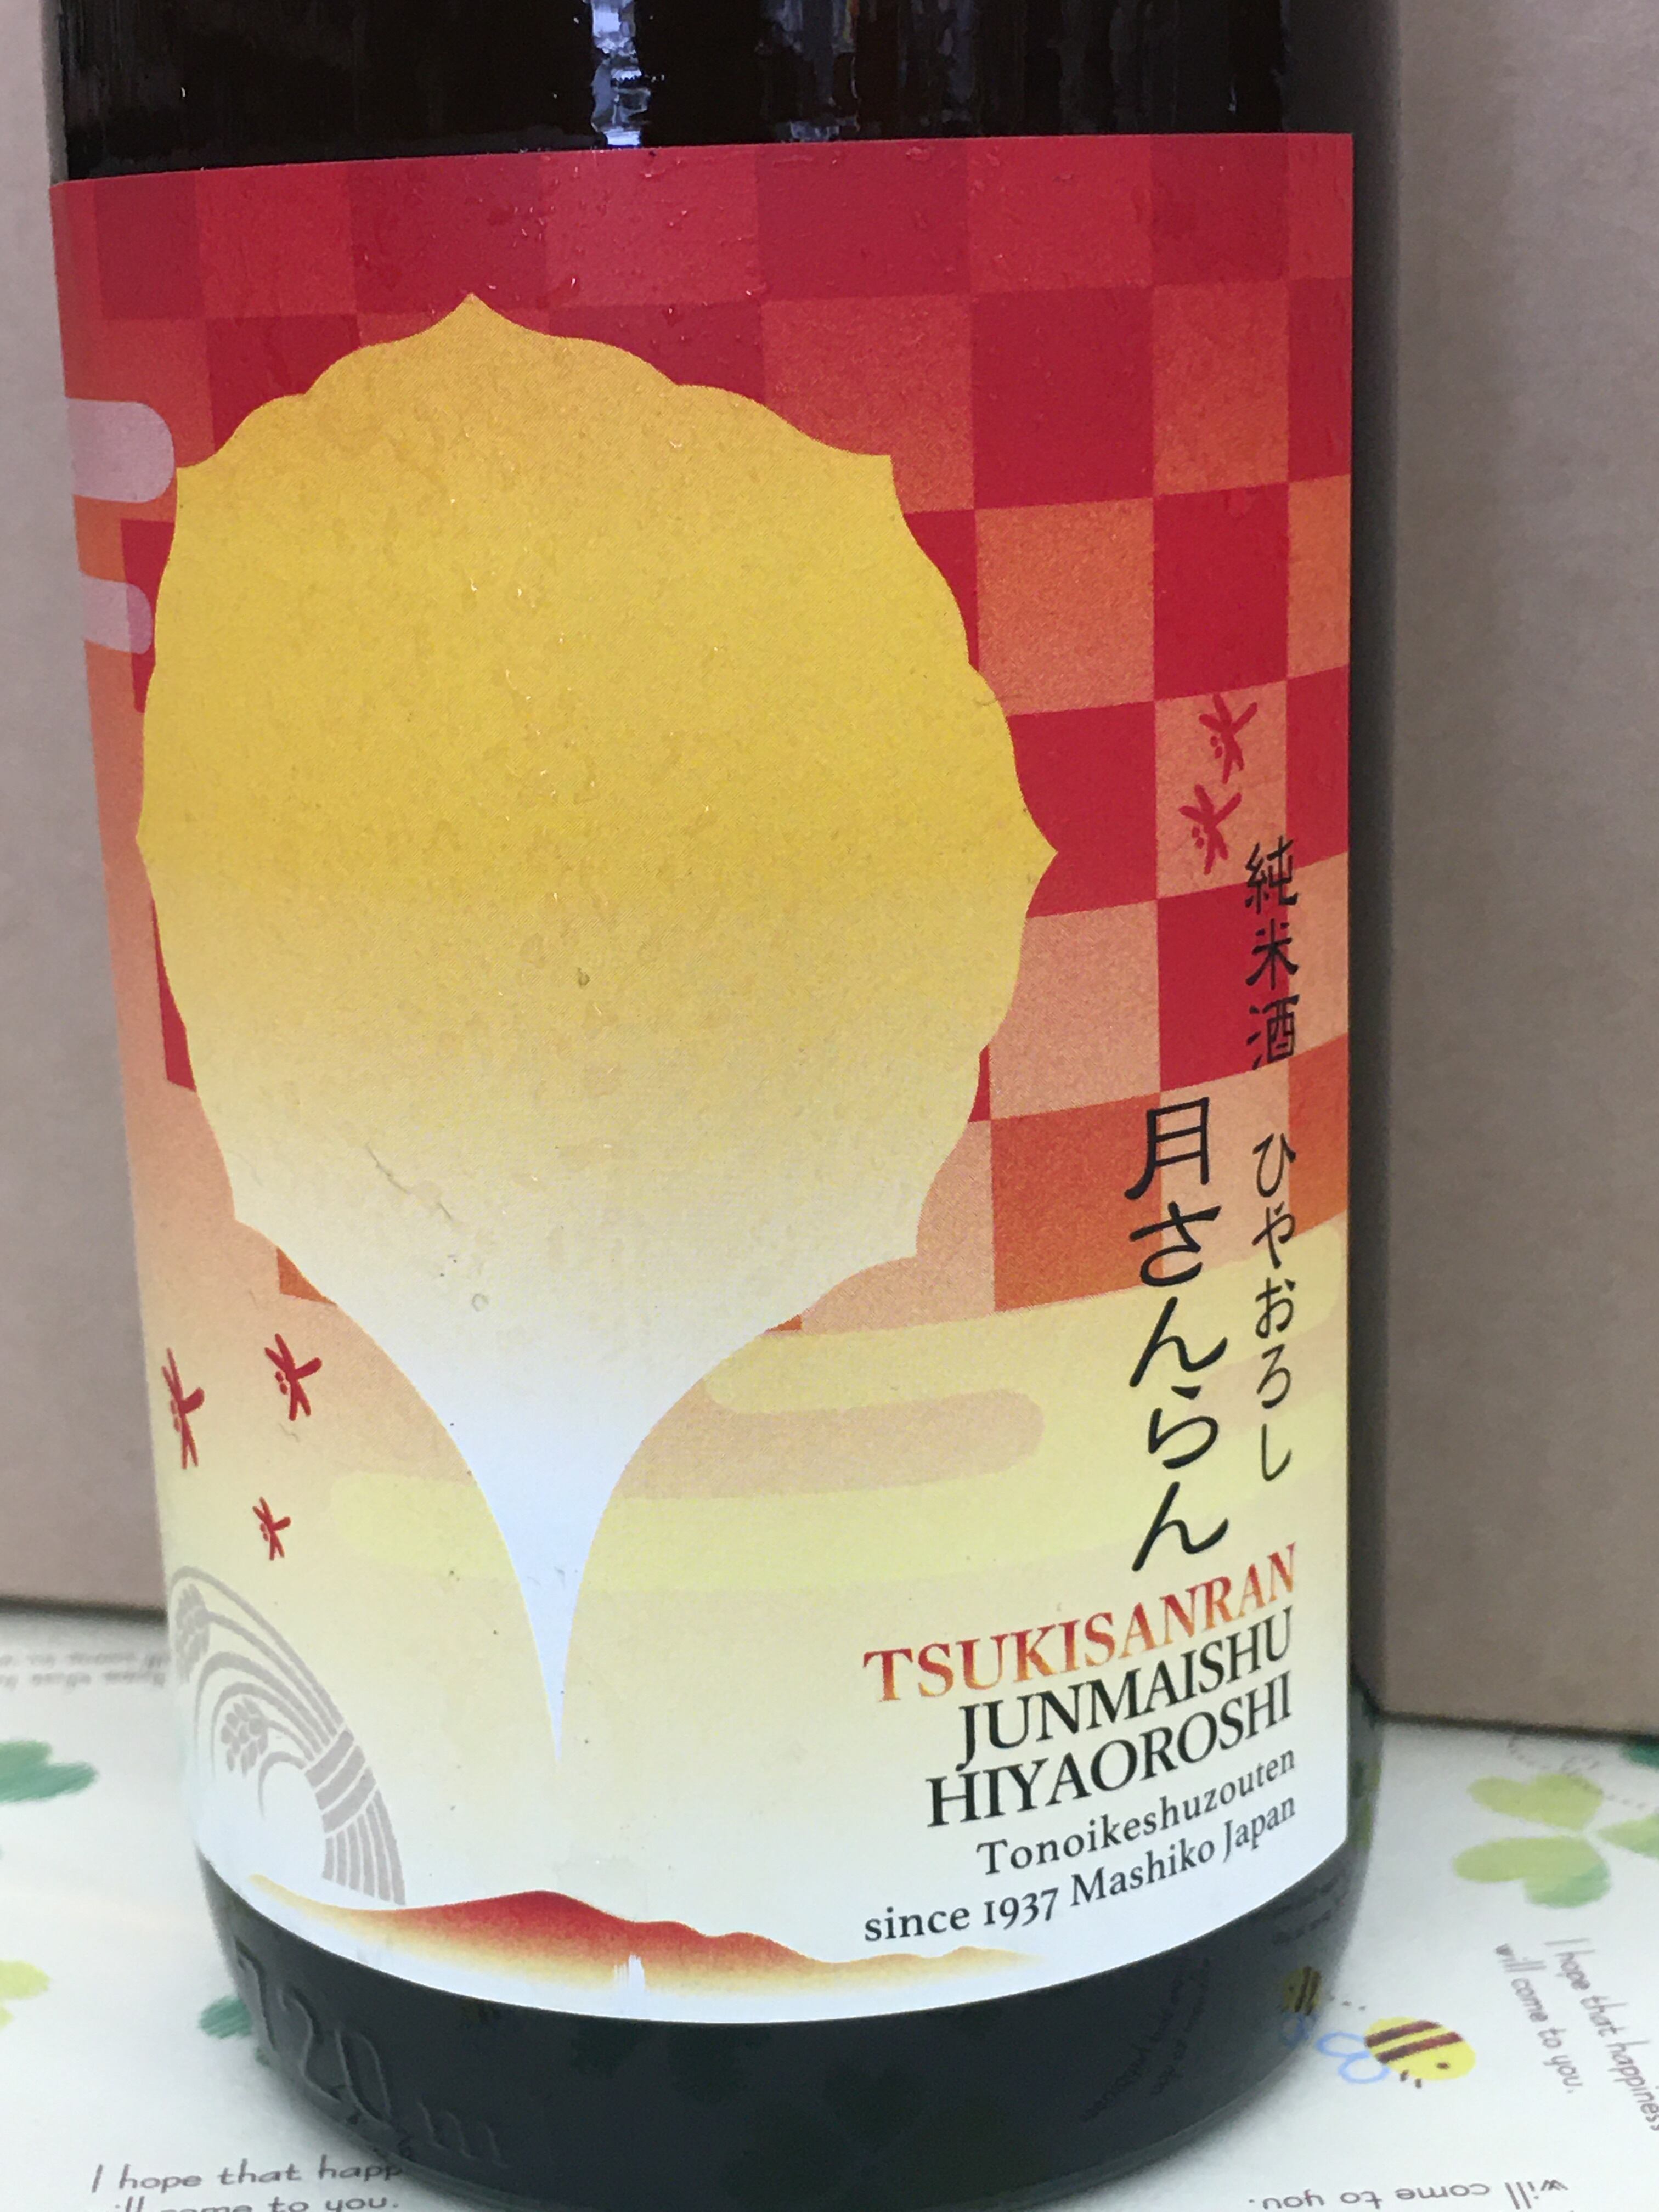 純米酒 ひやおろし
月さんらん
TSUKISANRAN
JUNMAISHU
HIYAOROSHI
Tonoikeshuzouten
since 1937 Mashiko Japan
720m
I hope that happ
ill come to you.
I hope that happiness
will come to you.
will come to you.